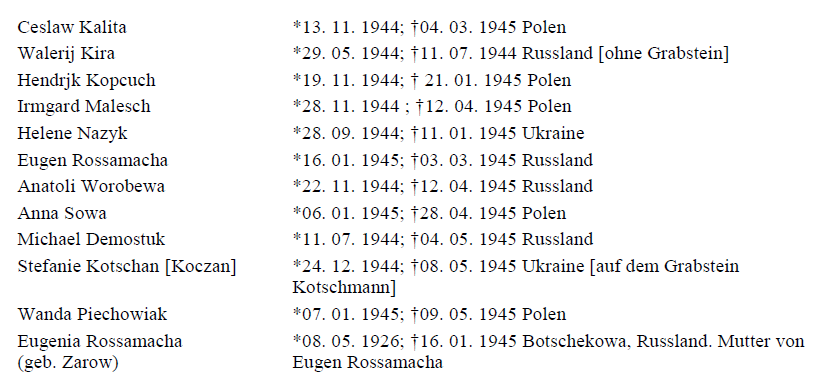 Ceslaw Kalita *13. 11. 1944; †04. 03. 1945 Polen
Walerij Kira *29. 05. 1944; †11. 07. 1944 Russland [ohne Grabstein]
Hendrjk Kopcuch *19. 11. 1944; † 21. 01. 1945 Polen
Irmgard Malesch *28. 11. 1944 ; †12. 04. 1945 Polen
Helene Nazyk *28. 09. 1944; †11. 01. 1945 Ukraine
Eugen Rossamacha *16. 01. 1945; †03. 03. 1945 Russland
Anatoli Worobewa *22. 11. 1944; †12. 04. 1945 Russland
Anna Sowa *06. 01. 1945; †28. 04. 1945 Polen
Michael Demostuk *11. 07. 1944; †04. 05. 1945 Russland
Stefanie Kotschan [Koczan] *24. 12. 1944; †08. 05. 1945 Ukraine [auf dem Grabstein
Kotschmann]
Wanda Piechowiak *07. 01. 1945; †09. 05. 1945 Polen
Eugenia Rossamacha *08. 05. 1926; †16. 01. 1945 Botschekowa, Russland. Mutter von
(geb. Zarow) Eugen Rossamacha